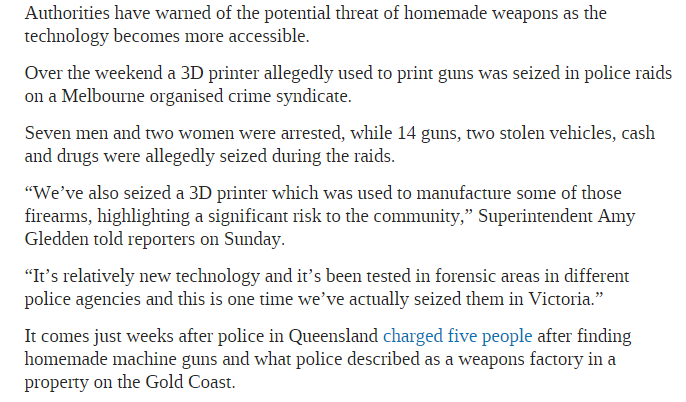 Authorities have warned of the potential threat of homemade weapons as the
technology becomes more accessible.
Over the weekend a 3D printer allegedly used to print guns was seized in police raids
on a Melbourne organised crime syndicate.
Seven men and two women were arrested, while 14 guns, two stolen vehicles, cash
and drugs were allegedly seized during the raids.
“We’ve also seized a 3D printer which was used to manufacture some of those
firearms, highlighting a significant risk to the community,” Superintendent Amy
Gledden told reporters on Sunday.
“It’s relatively new technology and it’s been tested in forensic areas in different
police agencies and this is one time we’ve actually seized them in Victoria.”
It comes just weeks after police in Queensland charged five people after finding
homemade machine guns and what police described as a weapons factory in a
property on the Gold Coast.